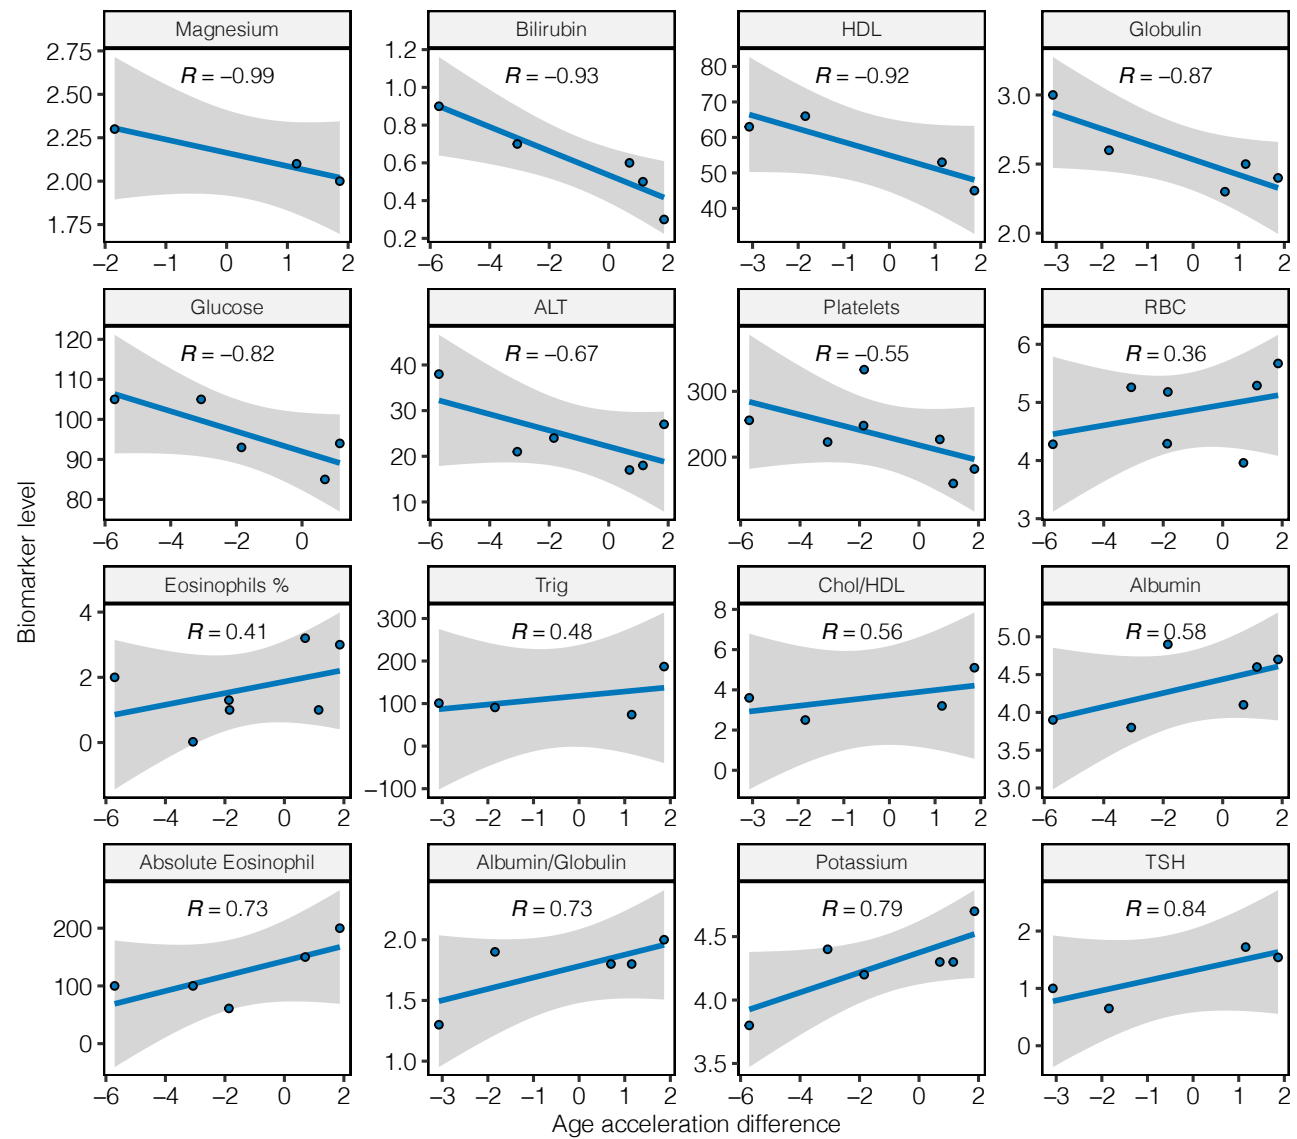 Magnesium Bilirubin HDL Globulin
2.75 1.2 80 3.0
2.50 1.0 70 2.5
2.25 0.8 60 2.0
2.00 0.6 50
1.75 0.4 40
0.2
R = −0.99 R = −0.93 R = −0.92 R = −0.87
−2 −1 0 1 2 −6 −4 −2 0 2 −3 −2 −1 0 1 2 −3 −2 −1 0 1 2
Glucose ALT Platelets RBC
120 40 300 6
110 30 200 5
100 20 4
90 10 3
80
R = −0.82 R = −0.67 R = −0.55 R = 0.36
−6 −4 −2 0 −6 −4 −2 0 2 −6 −4 −2 0 2 −6 −4 −2 0 2
Biomarker level
Eosinophils % Trig Chol/HDL Albumin
4 300 8 5.0
2 200 6 4.5
0 100 4 4.0
0 2 3.5
−100 0 3.0
R = 0.41 R = 0.48 R = 0.56 R = 0.58
−6 −4 −2 0 2 −3 −2 −1 0 1 2 −3 −2 −1 0 1 2 −6 −4 −2 0 2
Absolute Eosinophil Albumin/Globulin Potassium TSH
200 2.0 4.5 2
100 1.5 4.0 1
0 1.0 3.5 0
R = 0.73 R = 0.73 R = 0.79 R = 0.84
−6 −4 −2 0 2 −3 −2 −1 0 1 2 −6 −4 −2 0 2 −3 −2 −1 0 1 2
Age acceleration difference